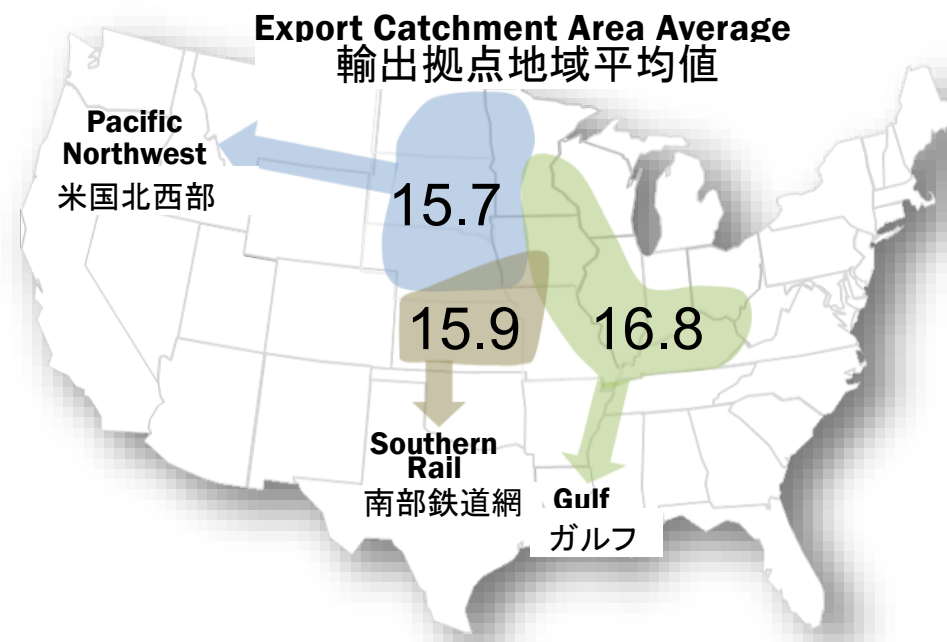 Export Catchment Area Average
輸出拠点地域平均値
Pacific
Northwest
米国北西部
15.7
15.9
16.8
Southern
Rail
南部鉄道網
Gulf
ガルフ